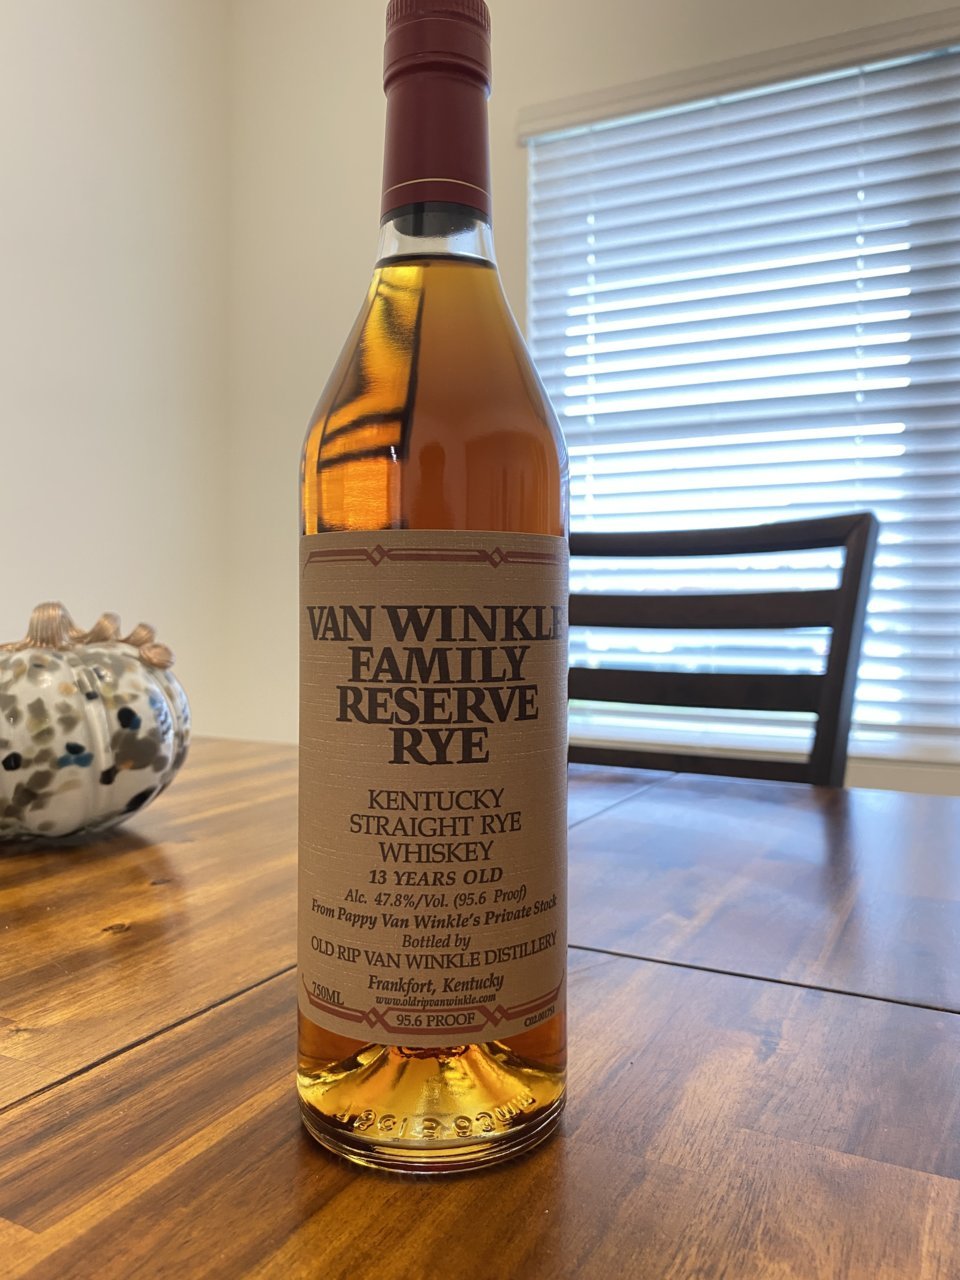 VAN WINKLE
FAMILY
RESERVE
RYE
KENTUCKY
STRAIGHT RYE
WHISKEY
13 YEARS OLD
Alc. 47.8%/Vol. (95.6 Proof)
From Pappy Van Winkle's Private Stock
Bottled by
OLD RIP VAN WINKLE DISTILLERY
Frankfort, Kentucky
750ML
www.oldripvanwinkle.com
95.6 PROOF